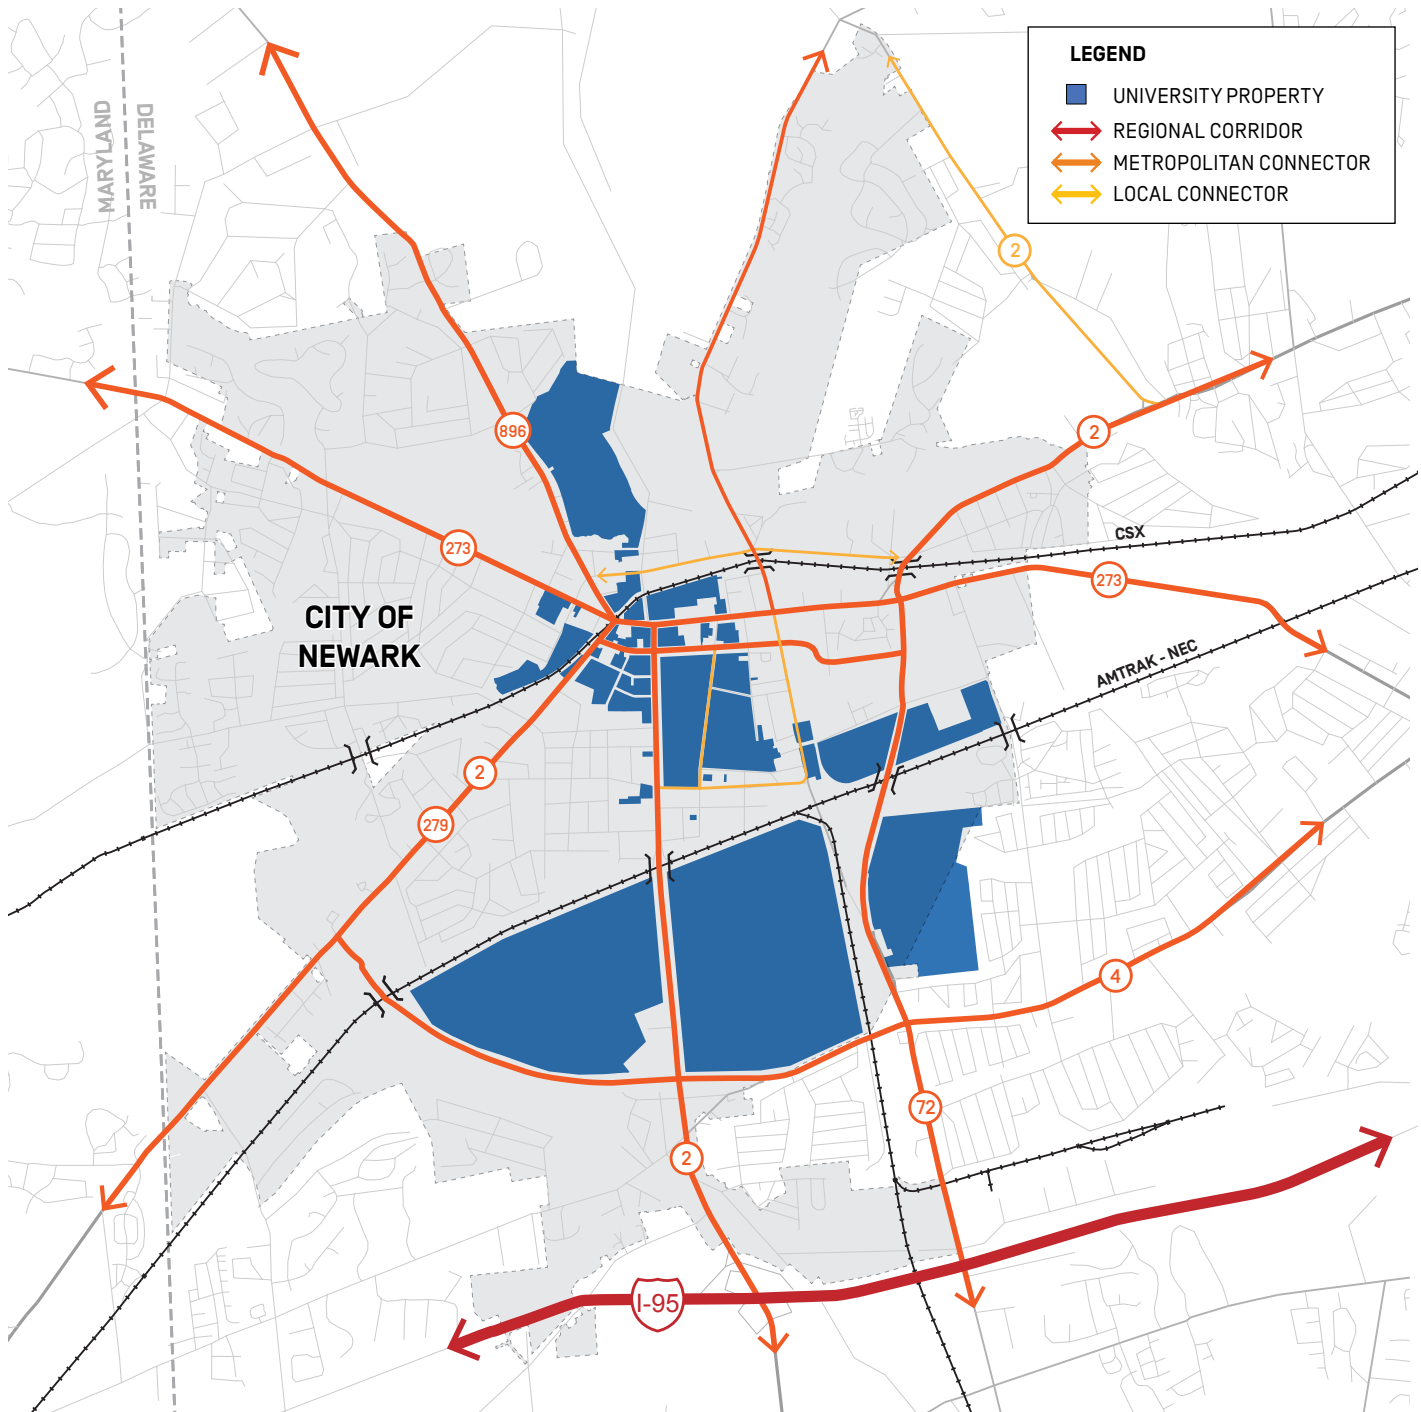 LEGEND
UNIVERSITY PROPERTY
REGIONAL CORRIDOR
METROPOLITAN CONNECTOR
LOCAL CONNECTOR
MARYLAND
DELAWARE
2
896
2
CSX
273
273
CITY OF
NEWARK
AMTRAK - NEC
2
279
4
72
2
I-95